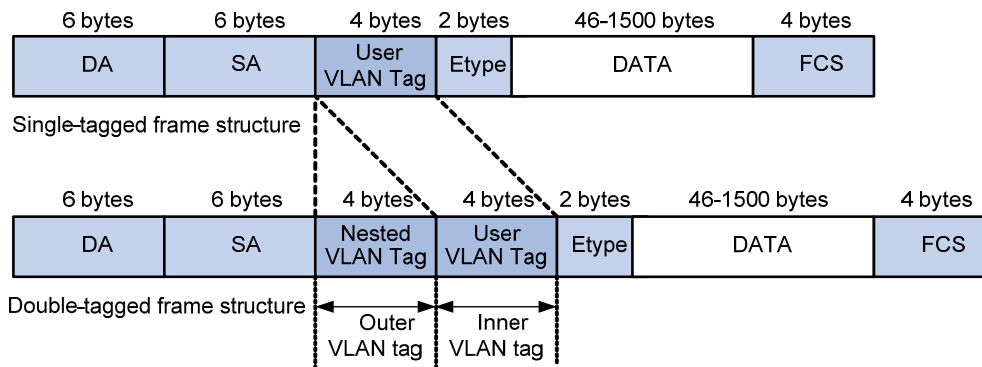 6 bytes 6 bytes 4 bytes 2 bytes 46-1500 bytes 4 bytes
DA SA User VLAN Tag Etype DATA FCS
Single-tagged frame structure
6 bytes 6 bytes 4 bytes 4 bytes 2 bytes 46-1500 bytes 4 bytes
DA SA Nested VLAN Tag User VLAN Tag Etype DATA FCS
Double-tagged frame structure
Outer VLAN tag Inner VLAN tag